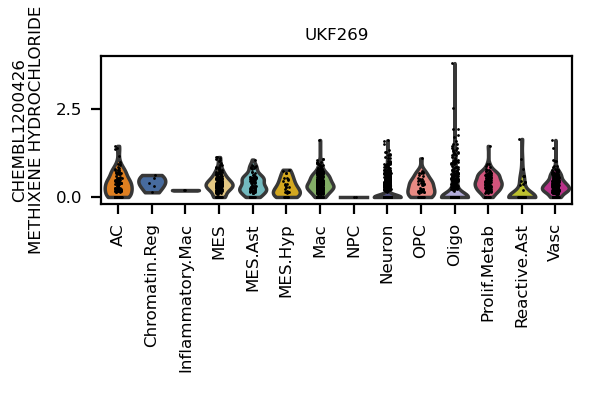 UKF269
CHEMBL1200426
METHIXENE HYDROCHLORIDE
2.5
0.0
AC
Chromatin.Reg
Inflammatory.Mac
MES
MES.Ast
MES.Hyp
Mac
NPC
Neuron
OPC
Oligo
Prolif.Metab
Reactive.Ast
Vasc